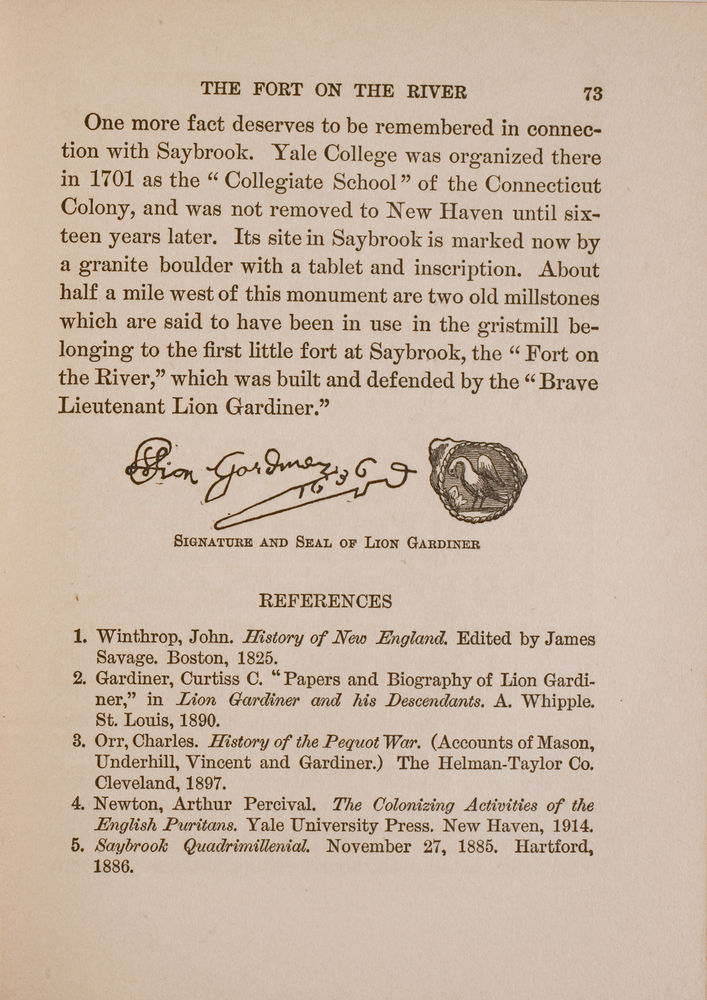 THE FORT ON THE RIVER 73
One more fact deserves to be remembered in connec-
tion with Saybrook. Yale College was organized there
in 1701 as the “Collegiate School” of the Connecticut
Colony, and was not removed to New Haven until six-
teen years later. Its site in Saybrook is marked now by
a granite boulder with a tablet and inscription. About
half a mile west of this monument are two old millstones
which are said to have been in use in the gristmill be-
longing to the first little fort at Saybrook, the “Fort on
the River,” which was built and defended by the “Brave
Lieutenant Lion Gardiner.”
Lion Gardiner
1636
SIGNATURE AND SEAL OF LION GARDINER
REFERENCES
1. Winthrop, John. History of New England. Edited by James
Savage. Boston, 1825.
2. Gardiner, Curtiss C. “Papers and Biography of Lion Gardi-
ner,” in Lion Gardiner and his Descendants. A. Whipple.
St. Louis, 1890.
3. Orr, Charles. History of the Pequot War. (Accounts of Mason,
Underhill, Vincent and Gardiner.) The Helman-Taylor Co.
Cleveland, 1897.
4. Newton, Arthur Percival. The Colonizing Activities of the
English Puritans. Yale University Press. New Haven, 1914.
5. Saybrook Quadrimillenial. November 27, 1885. Hartford,
1886.